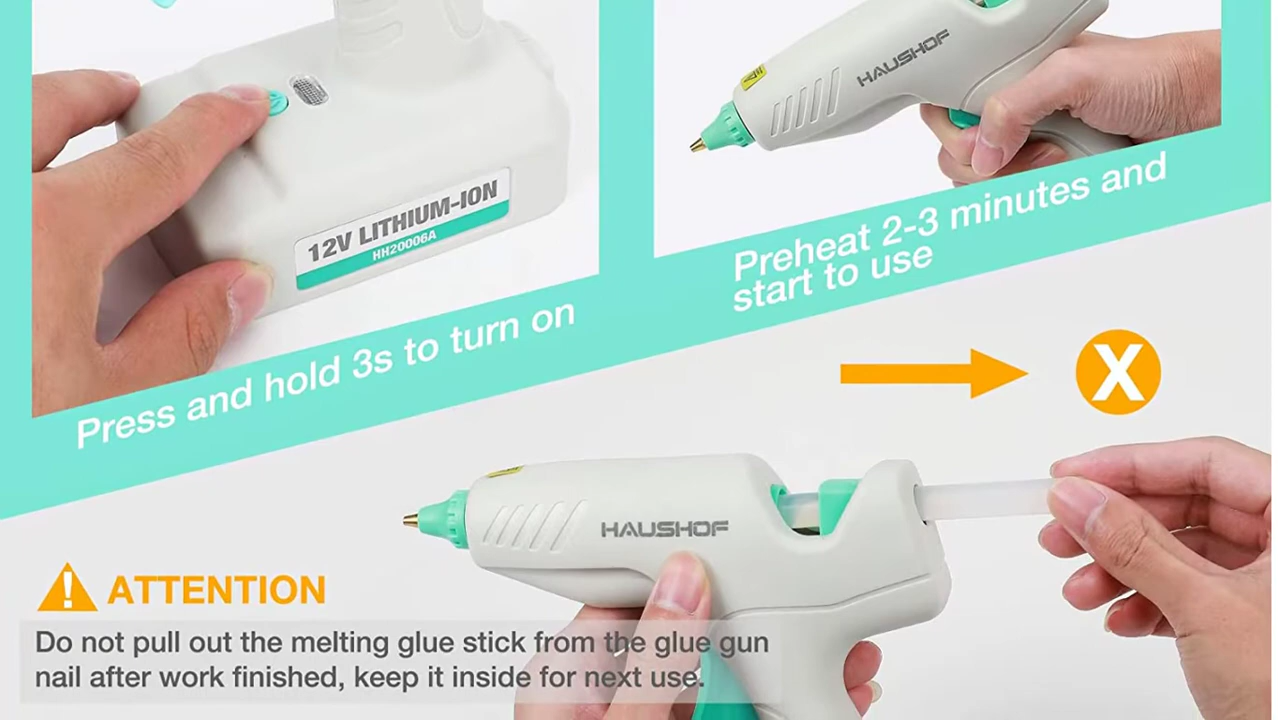 HAUSHOF
12V LITHIUM-ION
HH20006A
Press and hold 3s to turn on
Preheat 2-3 minutes and
start to use
X
HAUSHOF
ATTENTION
Do not pull out the melting glue stick from the glue gun
nail after work finished, keep it inside for next use.